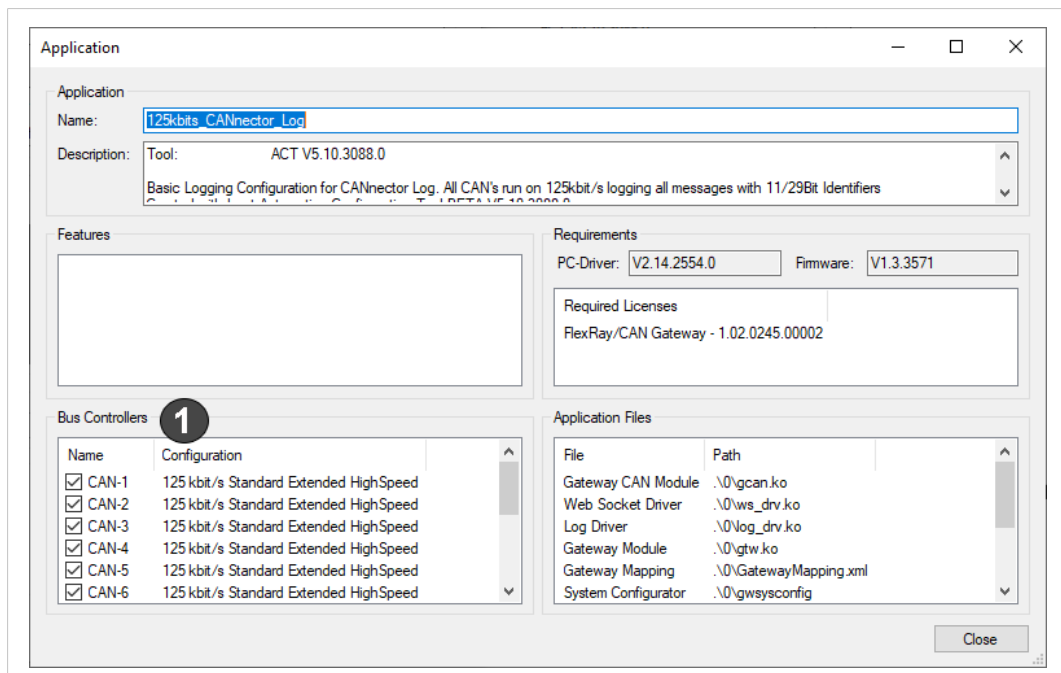 Application
Application
Name: 125kbits_CANnector_Log
Description: Tool: ACT V5.10.3088.0
Basic Logging Configuration for CANnector Log. All CAN's run on 125kbit/s logging all messages with 11/29Bit Identifiers
Features
Requirements
PC-Driver: V2.14.2554.0 Firmware: V1.3.3571
Required Licenses
FlexRay/CAN Gateway - 1.02.0245.00002
Bus Controllers 1
Name Configuration
CAN-1 125 kbit/s Standard Extended HighSpeed
CAN-2 125 kbit/s Standard Extended HighSpeed
CAN-3 125 kbit/s Standard Extended HighSpeed
CAN-4 125 kbit/s Standard Extended HighSpeed
CAN-5 125 kbit/s Standard Extended HighSpeed
CAN-6 125 kbit/s Standard Extended HighSpeed
Application Files
File Path
Gateway CAN Module .\0\gcan.ko
Web Socket Driver .\0\ws_drv.ko
Log Driver .\0\log_drv.ko
Gateway Module .\0\gtw.ko
Gateway Mapping .\0\GatewayMapping.xml
System Configurator .\0\gwsysconfig
Close